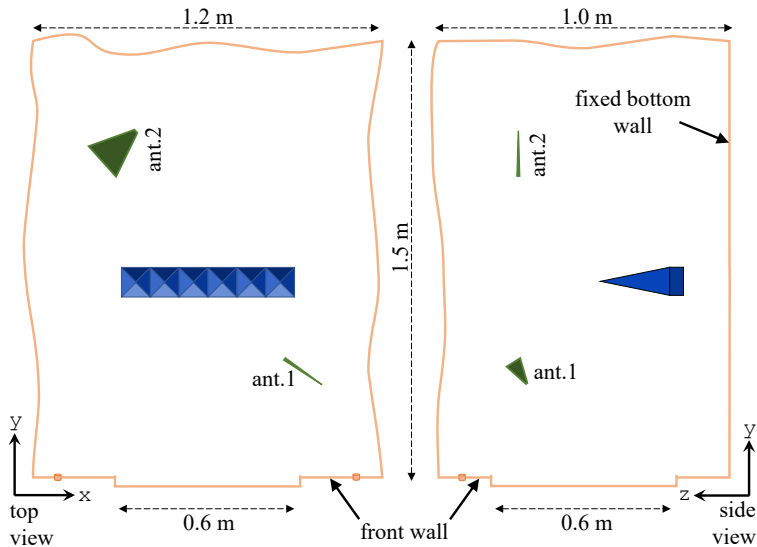 1.2 m
1.0 m
fixed bottom
wall
ant.2
ant.2
1.5 m
ant.1
ant.1
y
x
top
view
0.6 m
front wall
0.6 m
y
z
side
view